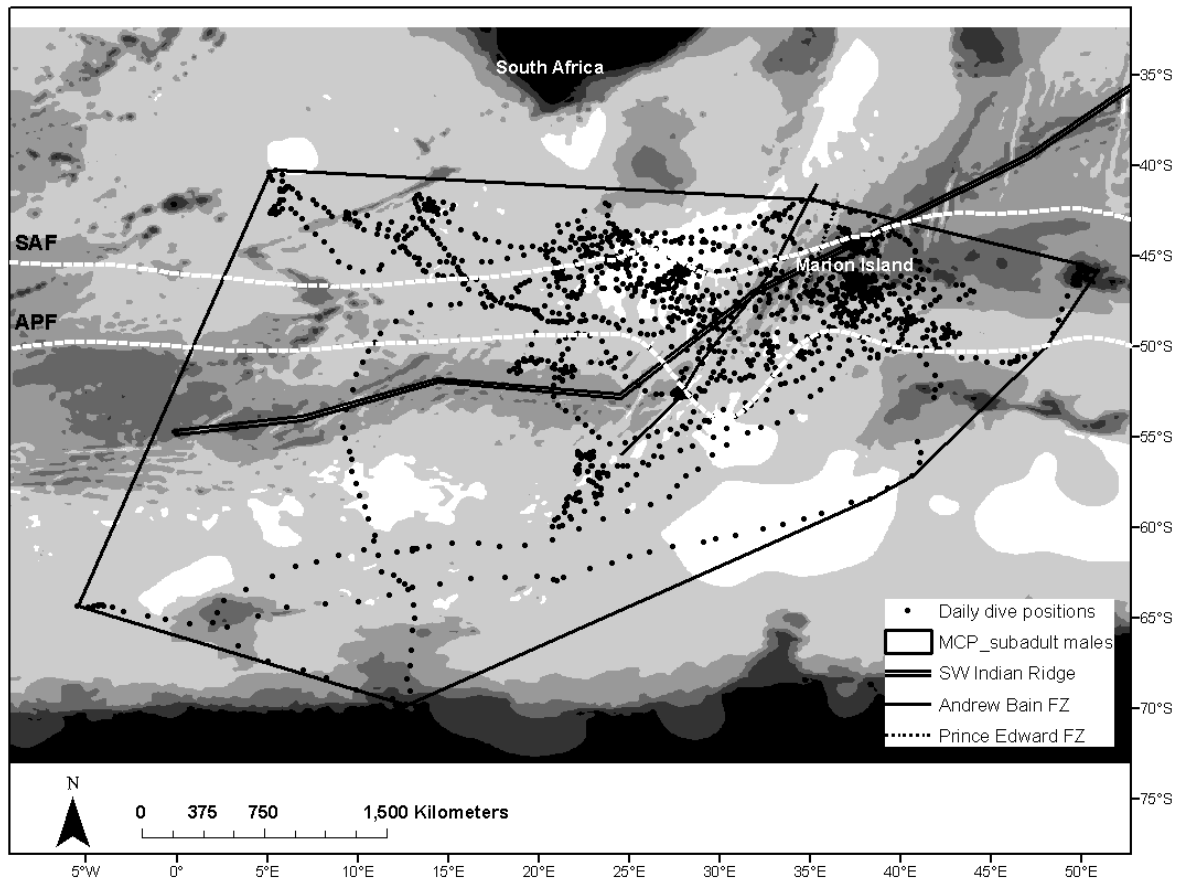 South Africa
35°S
40°S
SAF
45°S
Marion Island
APF
50°S
55°S
60°S
65°S
70°S
75°S
Daily dive positions
MCP_subadult males
SW Indian Ridge
Andrew Bain FZ
Prince Edward FZ
N
0 375 750 1,500 Kilometers
5°W 0° 5°E 10°E 15°E 20°E 25°E 30°E 35°E 40°E 45°E 50°E